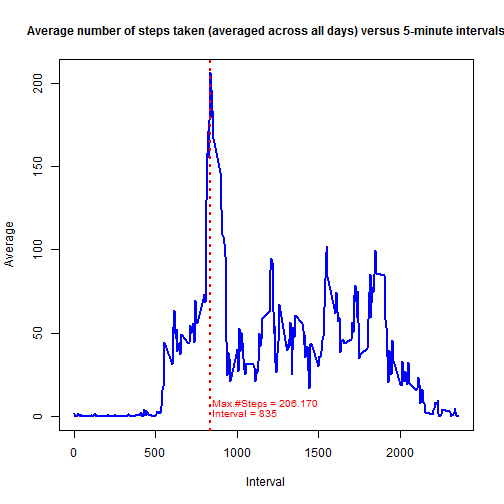 Average number of steps taken (averaged across all days) versus 5-minute intervals
Average
200
150
100
50
0
Max.#Steps = 206.170
Interval = 835
0
500
1000
1500
2000
Interval